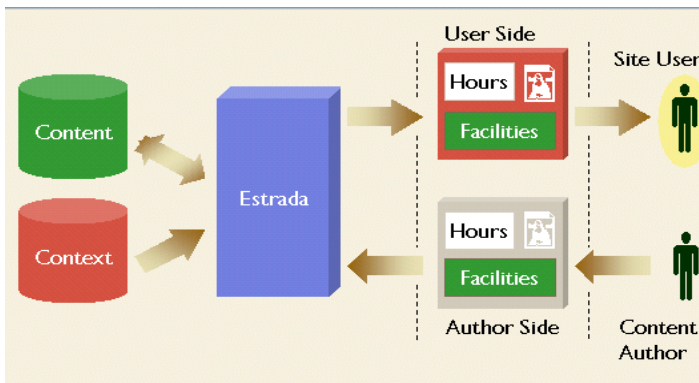 User Side
Site User
Hours
Content
Facilities
Estrada
Hours
Context
Facilities
Author Side
Content
Author